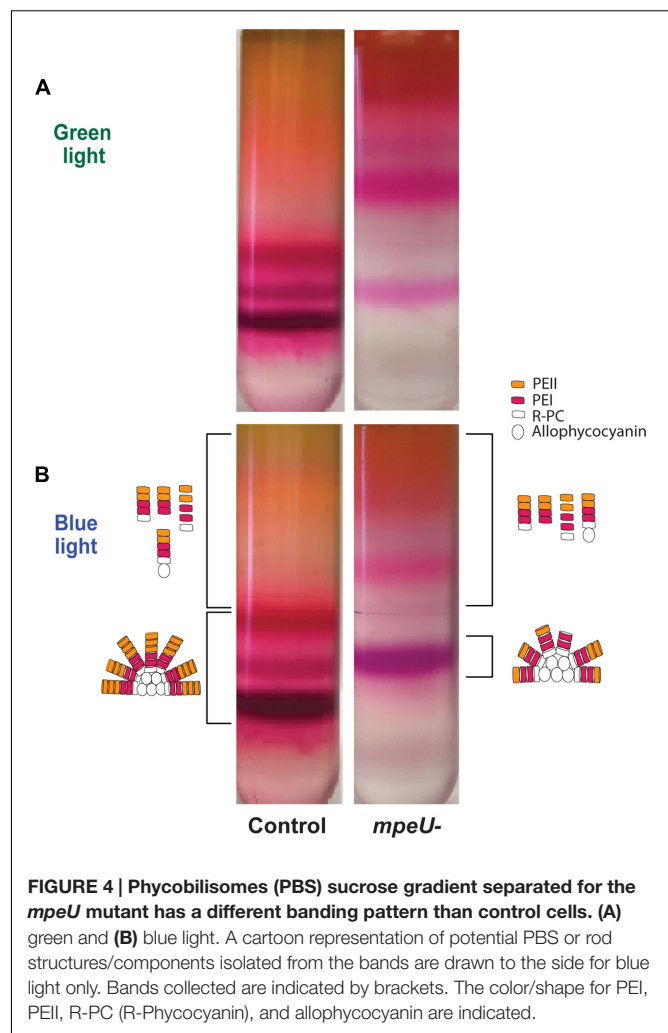 A
Green
light
PEII
PEI
R-PC
Allophycocyanin
B
Blue
light
Control
mpeU-
FIGURE 4 | Phycobilisomes (PBS) sucrose gradient separated for the
mpeU mutant has a different banding pattern than control cells. (A)
green and (B) blue light. A cartoon representation of potential PBS or rod
structures/components isolated from the bands are drawn to the side for blue
light only. Bands collected are indicated by brackets. The color/shape for PEI,
PEII, R-PC (R-Phycocyanin), and allophycocyanin are indicated.